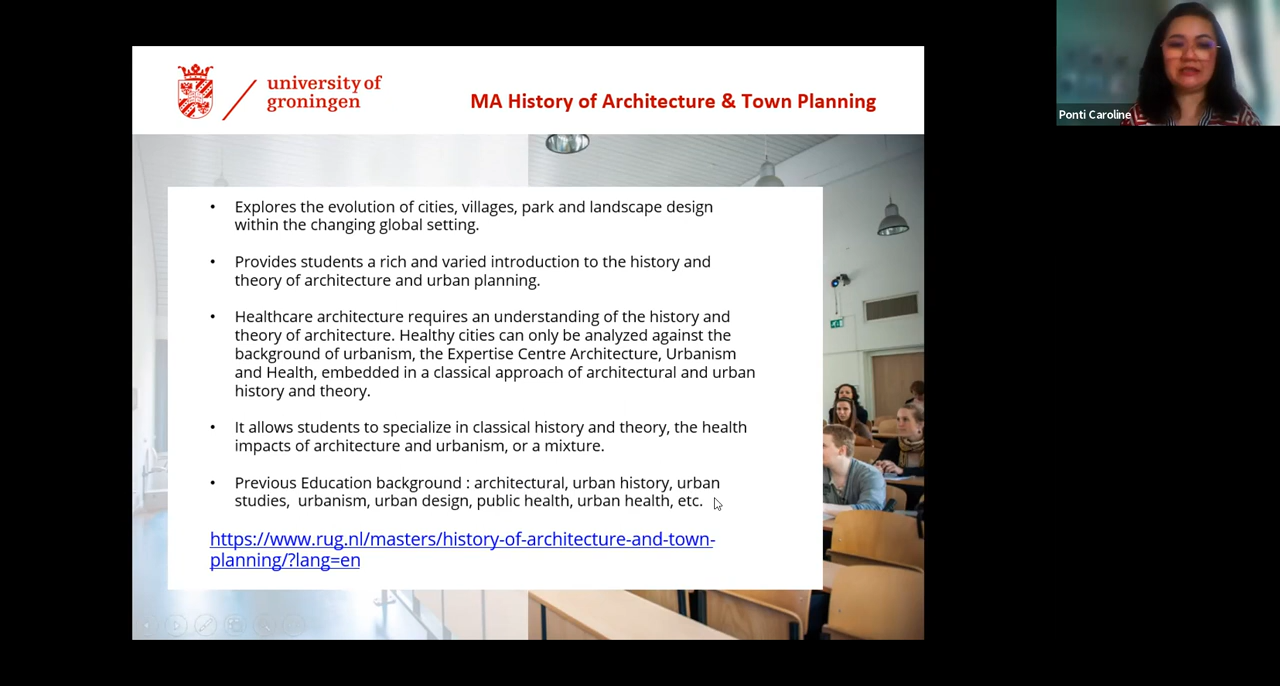 university of
groningen
MA History of Architecture & Town Planning
Ponti Caroline
• Explores the evolution of cities, villages, park and landscape design
within the changing global setting.
• Provides students a rich and varied introduction to the history and
theory of architecture and urban planning.
• Healthcare architecture requires an understanding of the history and
theory of architecture. Healthy cities can only be analyzed against the
background of urbanism, the Expertise Centre Architecture, Urbanism
and Health, embedded in a classical approach of architectural and urban
history and theory.
• It allows students to specialize in classical history and theory, the health
impacts of architecture and urbanism, or a mixture.
• Previous Education background : architectural, urban history, urban
studies,  urbanism, urban design, public health, urban health, etc.
https://www.rug.nl/masters/history-of-architecture-and-town-
planning/?lang=en